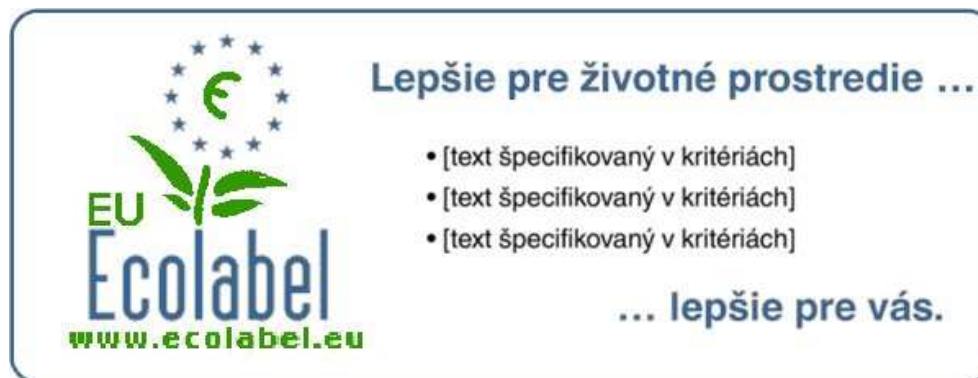 Lepšie pre životné prostredie ...
• [text špecifikovaný v kritériách]
• [text špecifikovaný v kritériách]
• [text špecifikovaný v kritériách]
... lepšie pre vás.
EU
Ecolabel
www.ecolabel.eu